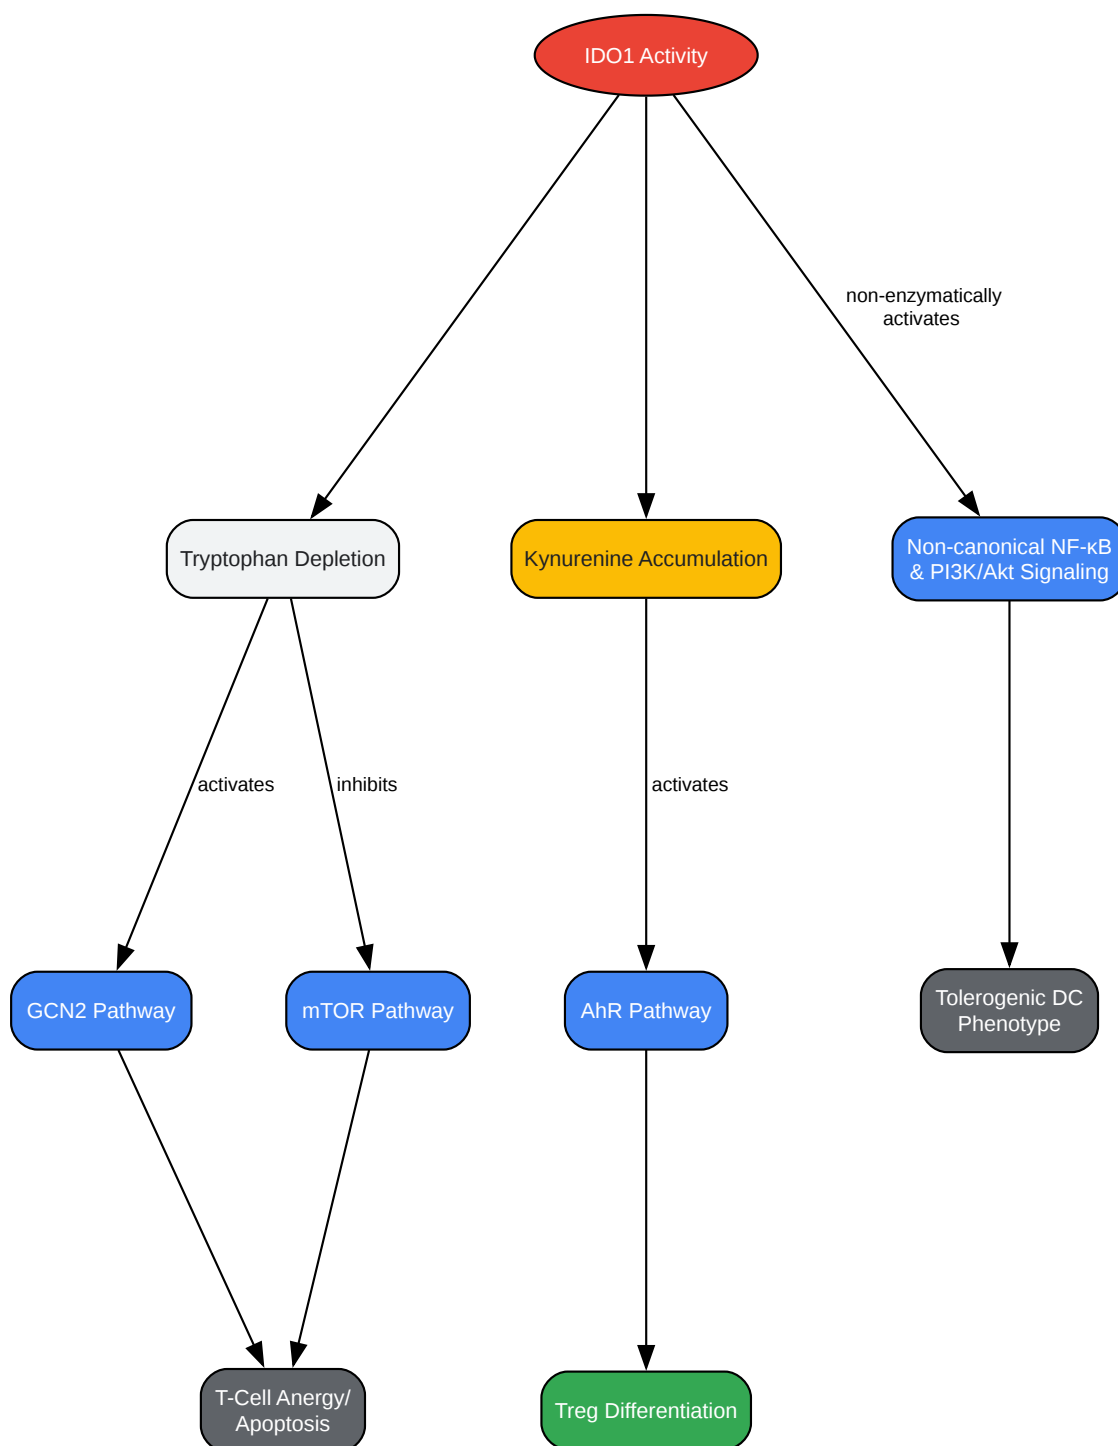 IDO1 Activity
non-enzymatically
activates
Tryptophan Depletion
Kynurenine Accumulation
Non-canonical NF-κB
& PI3K/Akt Signaling
activates
inhibits
activates
GCN2 Pathway
mTOR Pathway
AhR Pathway
Tolerogenic DC
Phenotype
T-Cell Anergy/
Apoptosis
Treg Differentiation